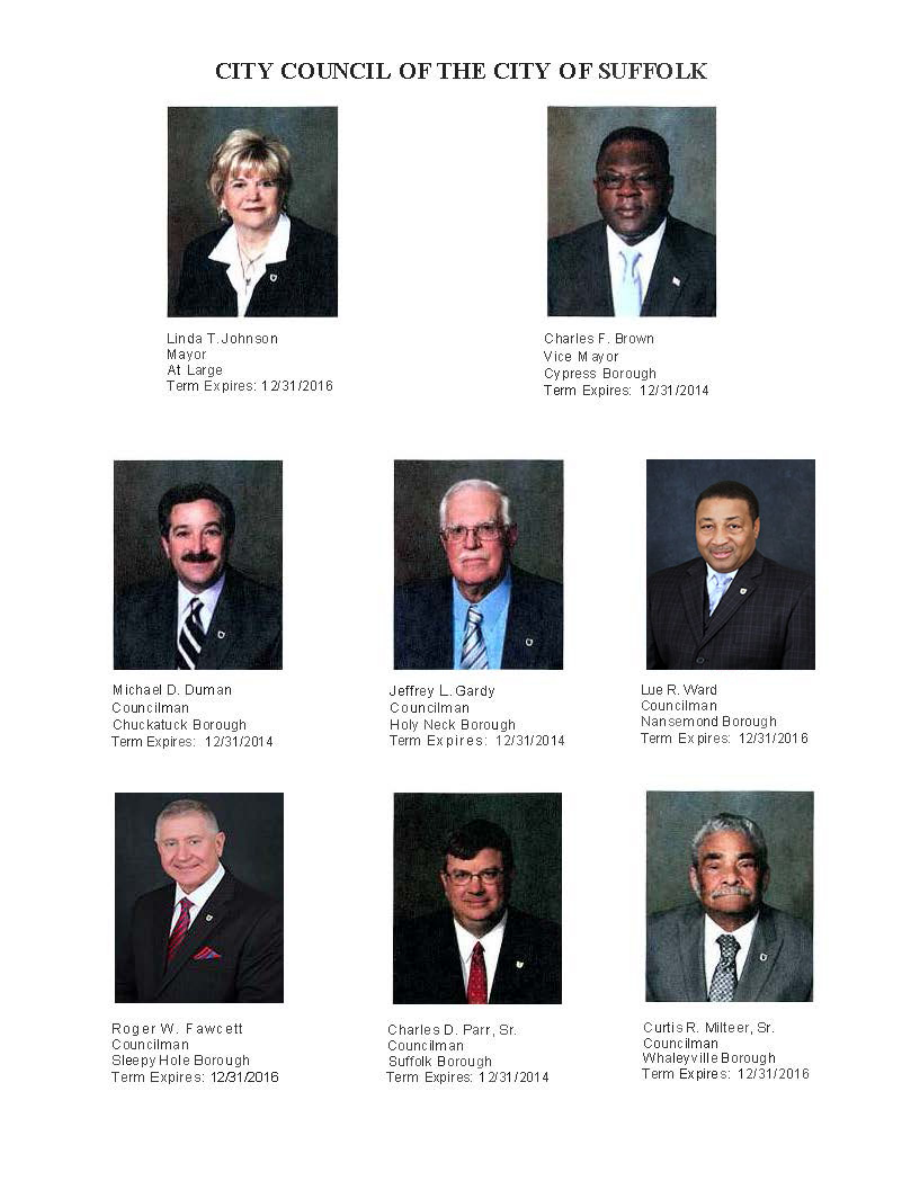 CITY COUNCIL OF THE CITY OF SUFFOLK
Linda T. Johnson
Mayor
At Large
Term Expires: 12/31/2016
Charles F. Brown
Vice Mayor
Cypress Borough
Term Expires: 12/31/2014
Michael D. Duman
Councilman
Chuckatuck Borough
Term Expires: 12/31/2014
Jeffrey L. Gardy
Councilman
Holy Neck Borough
Term Expires: 12/31/2014
Lue R. Ward
Councilman
Nansemond Borough
Term Expires: 12/31/2016
Roger W. Fawcett
Councilman
Sleepy Hole Borough
Term Expires: 12/31/2016
Charles D. Parr, Sr.
Councilman
Suffolk Borough
Term Expires: 12/31/2014
Curtis R. Milteer, Sr.
Councilman
Whaleyville Borough
Term Expires: 12/31/2016